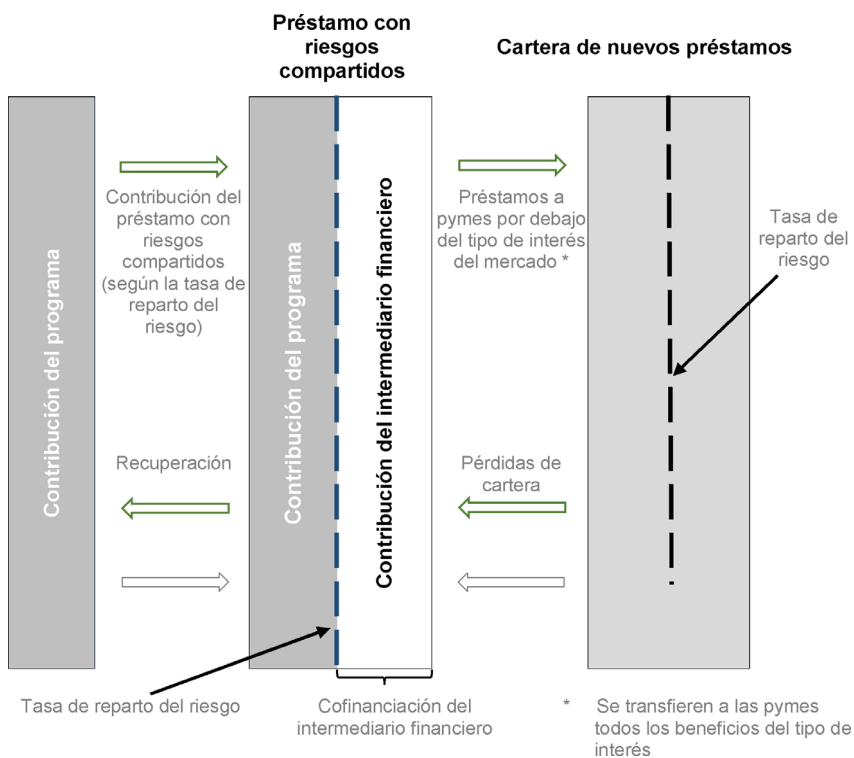 Préstamo con
riesgos
compartidos
Cartera de nuevos préstamos
Contribución del programa
Contribución del
préstamo con
riesgos
compartidos
(según la tasa de
reparto del
riesgo)
Recuperación
Contribución del programa
Contribución del intermediario financiero
Préstamos a
pymes por debajo
del tipo de interés
del mercado *
Pérdidas de
cartera
Tasa de
reparto del
riesgo
Tasa de reparto del riesgo
Cofinanciación del
intermediario financiero
* Se transfieren a las pymes
todos los beneficios del tipo de
interés